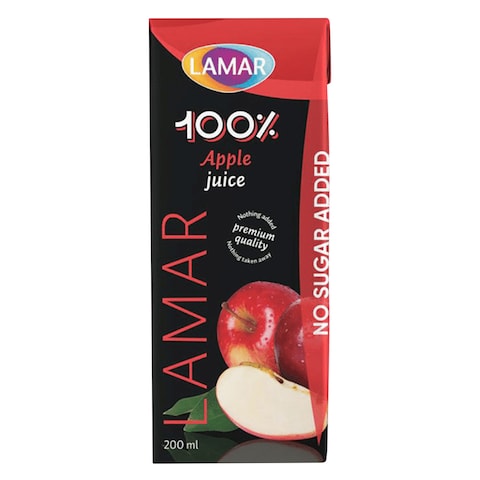 LAMAR
100%
Apple
juice
Nothing added
premium
quality
Nothing taken away
LAMAR
NO SUGAR ADDED
200 ml